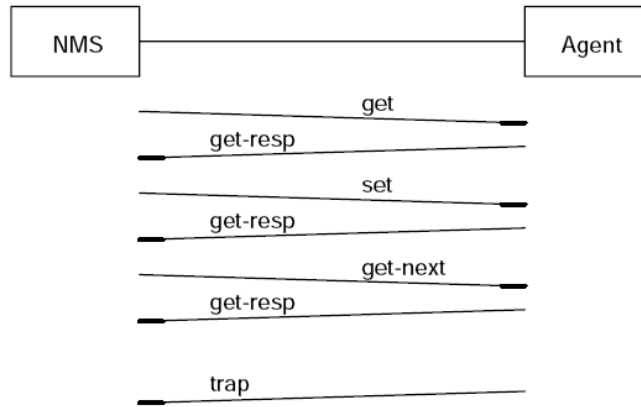 NMS
Agent
get
get-resp
set
get-resp
get-next
get-resp
trap